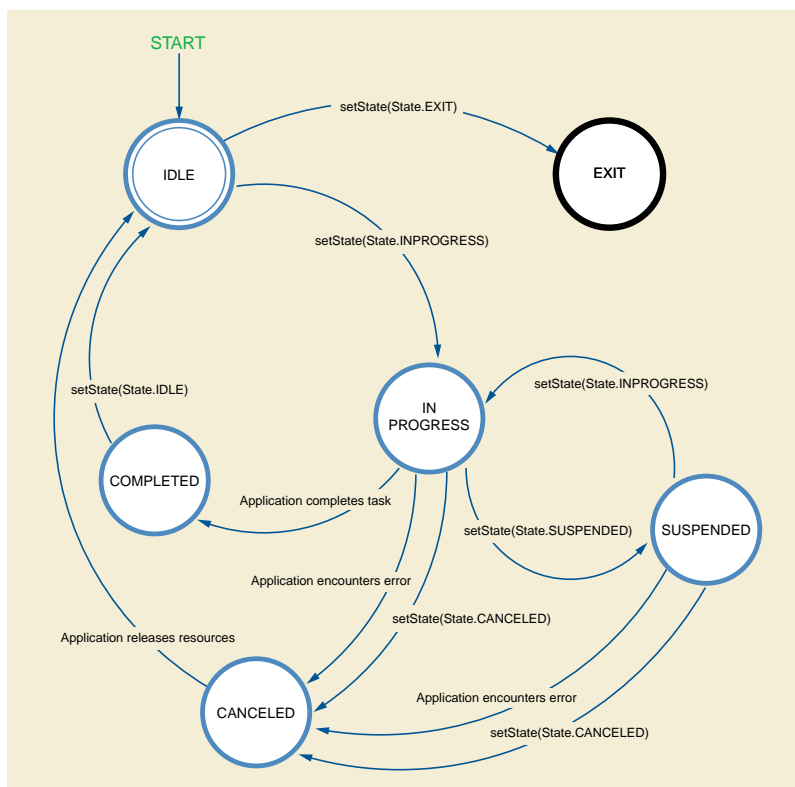 START
setState(State.EXIT)
IDLE
EXIT
setState(State.INPROGRESS)
setState(State.IDLE)
IN
PROGRESS
setState(State.INPROGRESS)
COMPLETED
Application completes task
setState(State.SUSPENDED)
SUSPENDED
Application encounters error
setState(State.CANCELED)
Application releases resources
CANCELED
Application encounters error
setState(State.CANCELED)